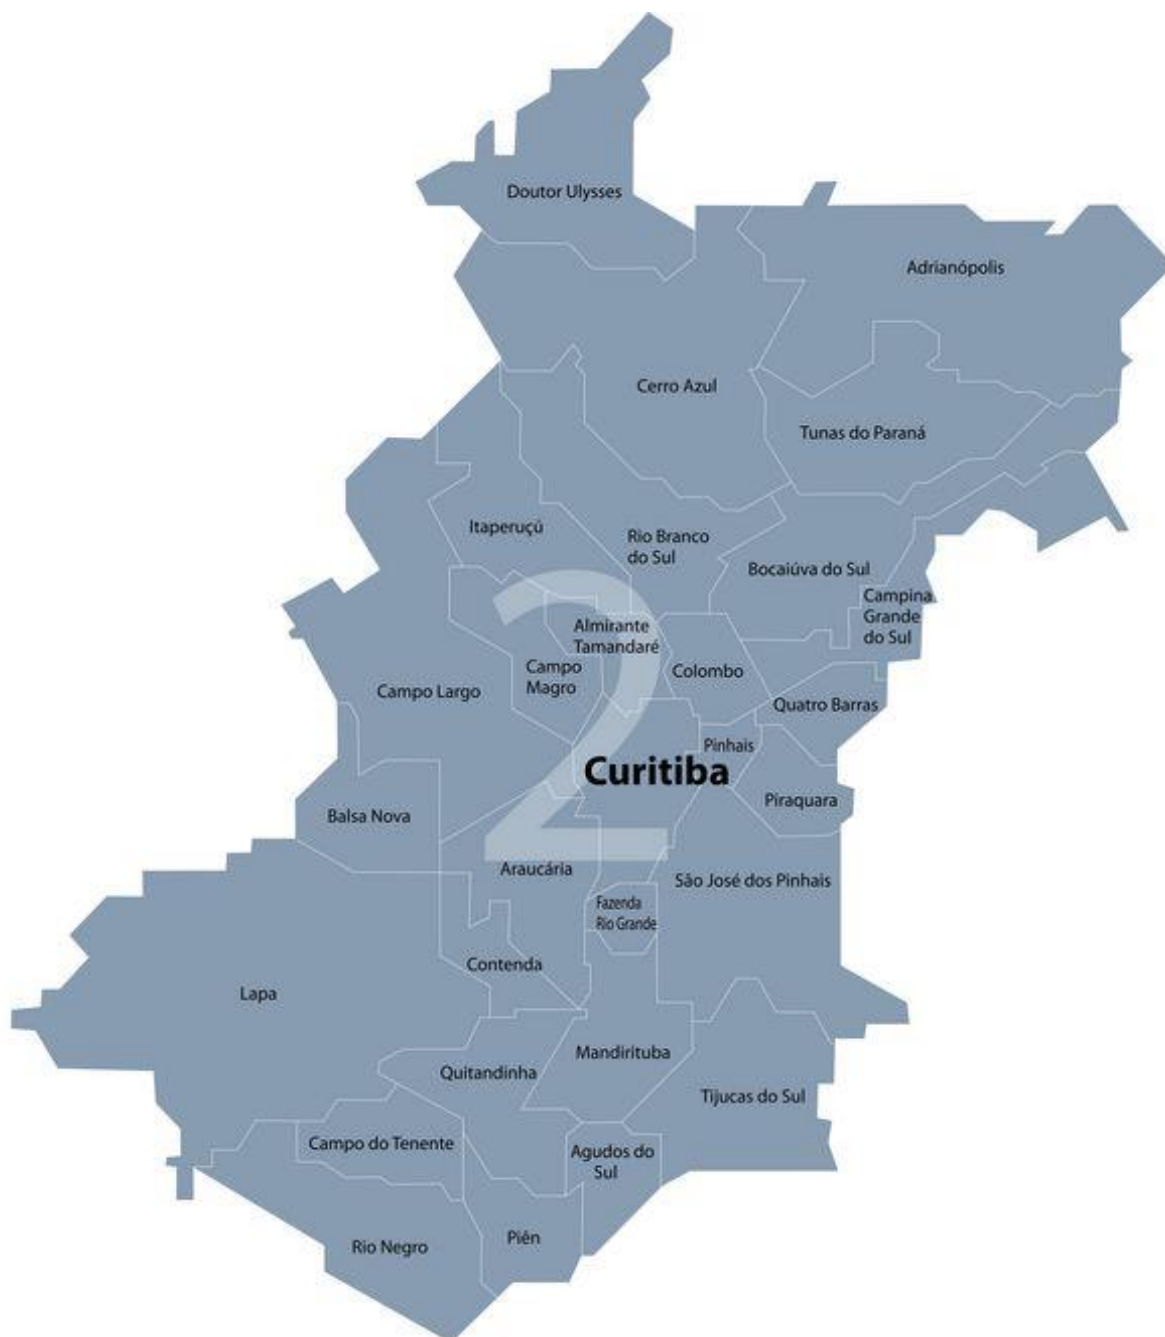 Doutor Ulysses
Adrianópolis
Cerro Azul
Tunas do Paraná
Itaperuçú
Rio Branco
do Sul
Bocaiúva do Sul
Campina
Grande
do Sul
Almirante
Tamandaré
Campo
Magro
Colombo
Campo Largo
Quatro Barras
Pinhais
Curitiba
2
Piraquara
Balsa Nova
Araucária
São José dos Pinhais
Fazenda
Rio Grande
Contenda
Lapa
Mandirituba
Quitandinha
Tijucas do Sul
Campo do Tenente
Agudos do
Sul
Piên
Rio Negro